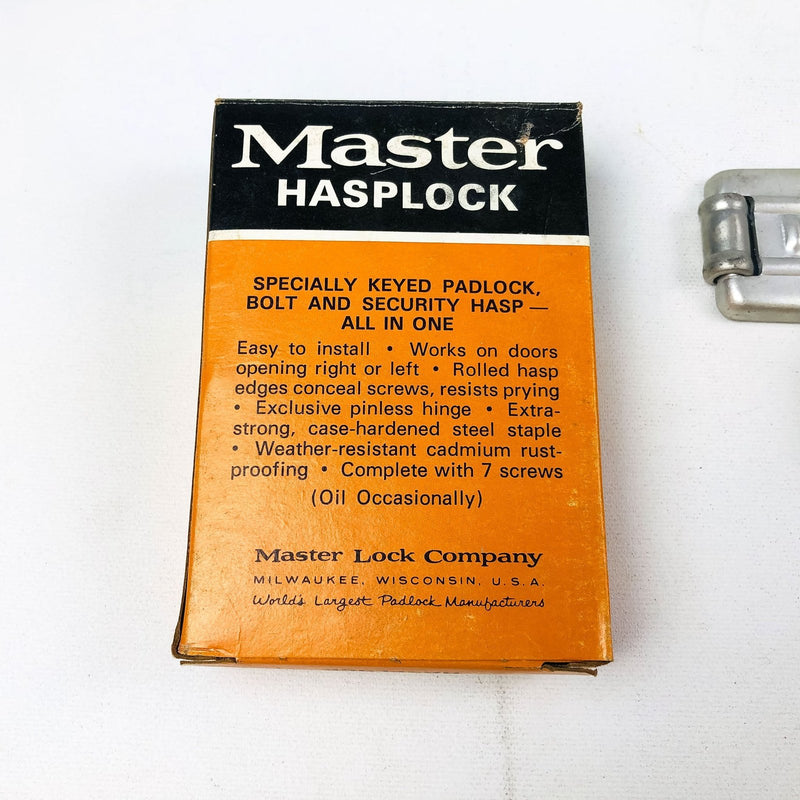 Master
HASPLOCK
SPECIALLY KEYED PADLOCK,
BOLT AND SECURITY HASP —
ALL IN ONE
Easy to install • Works on doors
opening right or left • Rolled hasp
edges conceal screws, resists prying
• Exclusive pinless hinge • Extra-
strong, case-hardened steel staple
• Weather-resistant cadmium rust-
proofing • Complete with 7 screws
(Oil Occasionally)
Master Lock Company
MILWAUKEE, WISCONSIN. U.S.A.
World's Largest Padlock Manufacturers